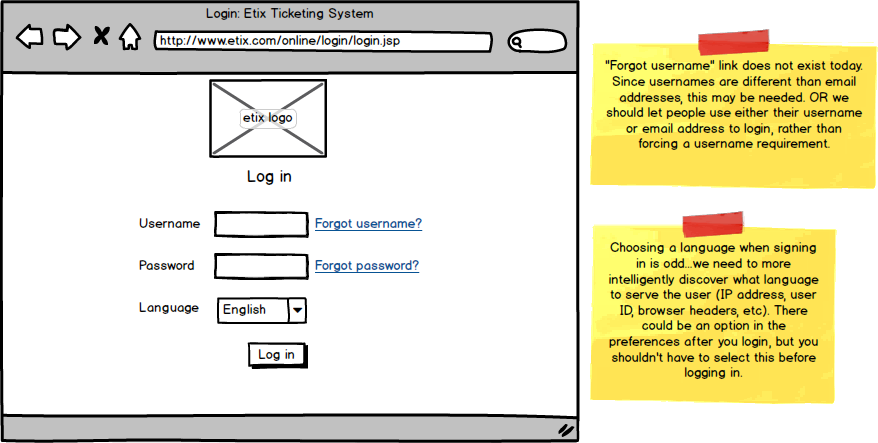 Login: Etix Ticketing System
http://www.etix.com/online/login/login.jsp
etix logo
Log in
Username
Forgot username?
Password
Forgot password?
Language
English
Log in
"Forgot username" link does not exist today.
Since usernames are different than email
addresses, this may be needed. OR we
should let people use either their username
or email address to login, rather than
forcing a username requirement.
Choosing a language when signing
in is odd...we need to more
intelligently discover what language
to serve the user (IP address, user
ID, browser headers, etc). There
could be an option in the
preferences after you login, but you
shouldn't have to select this before
logging in.